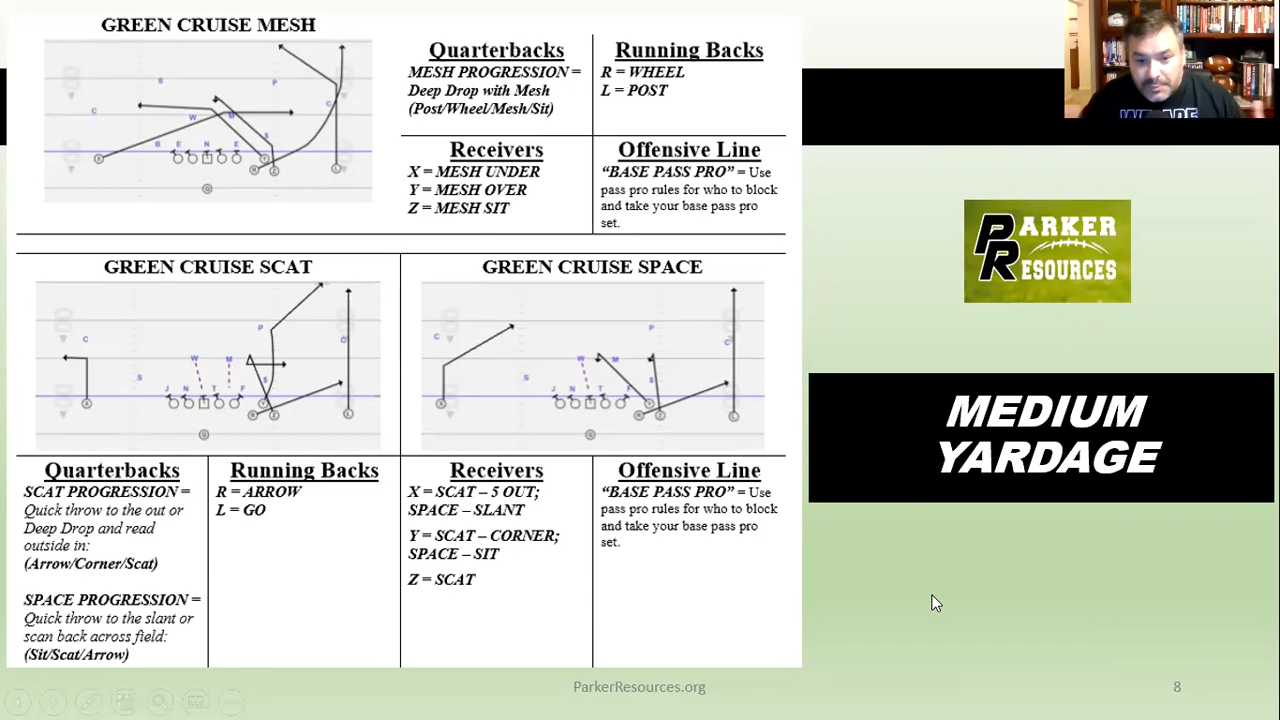 GREEN CRUISE MESH
Quarterbacks
MESH PROGRESSION =
Deep Drop with Mesh
(Post/Wheel/Mesh/Sit)
Running Backs
R = WHEEL
L = POST
Receivers
X = MESH UNDER
Y = MESH OVER
Z = MESH SIT
Offensive Line
“BASE PASS PRO” = Use
pass pro rules for who to block
and take your base pass pro
set.
GREEN CRUISE SCAT
GREEN CRUISE SPACE
Quarterbacks
SCAT PROGRESSION =
Quick throw to the out or
Deep Drop and read
outside in:
(Arrow/Corner/Scat)
SPACE PROGRESSION =
Quick throw to the slant or
scan back across field:
(Sit/Scat/Arrow)
Running Backs
R = ARROW
L = GO
Receivers
X = SCAT – 5 OUT;
SPACE – SLANT
Y = SCAT – CORNER;
SPACE – SIT
Z = SCAT
Offensive Line
“BASE PASS PRO” = Use
pass pro rules for who to block
and take your base pass pro
set.
PARKER
RESOURCES
MEDIUM
YARDAGE
ParkerResources.org
8